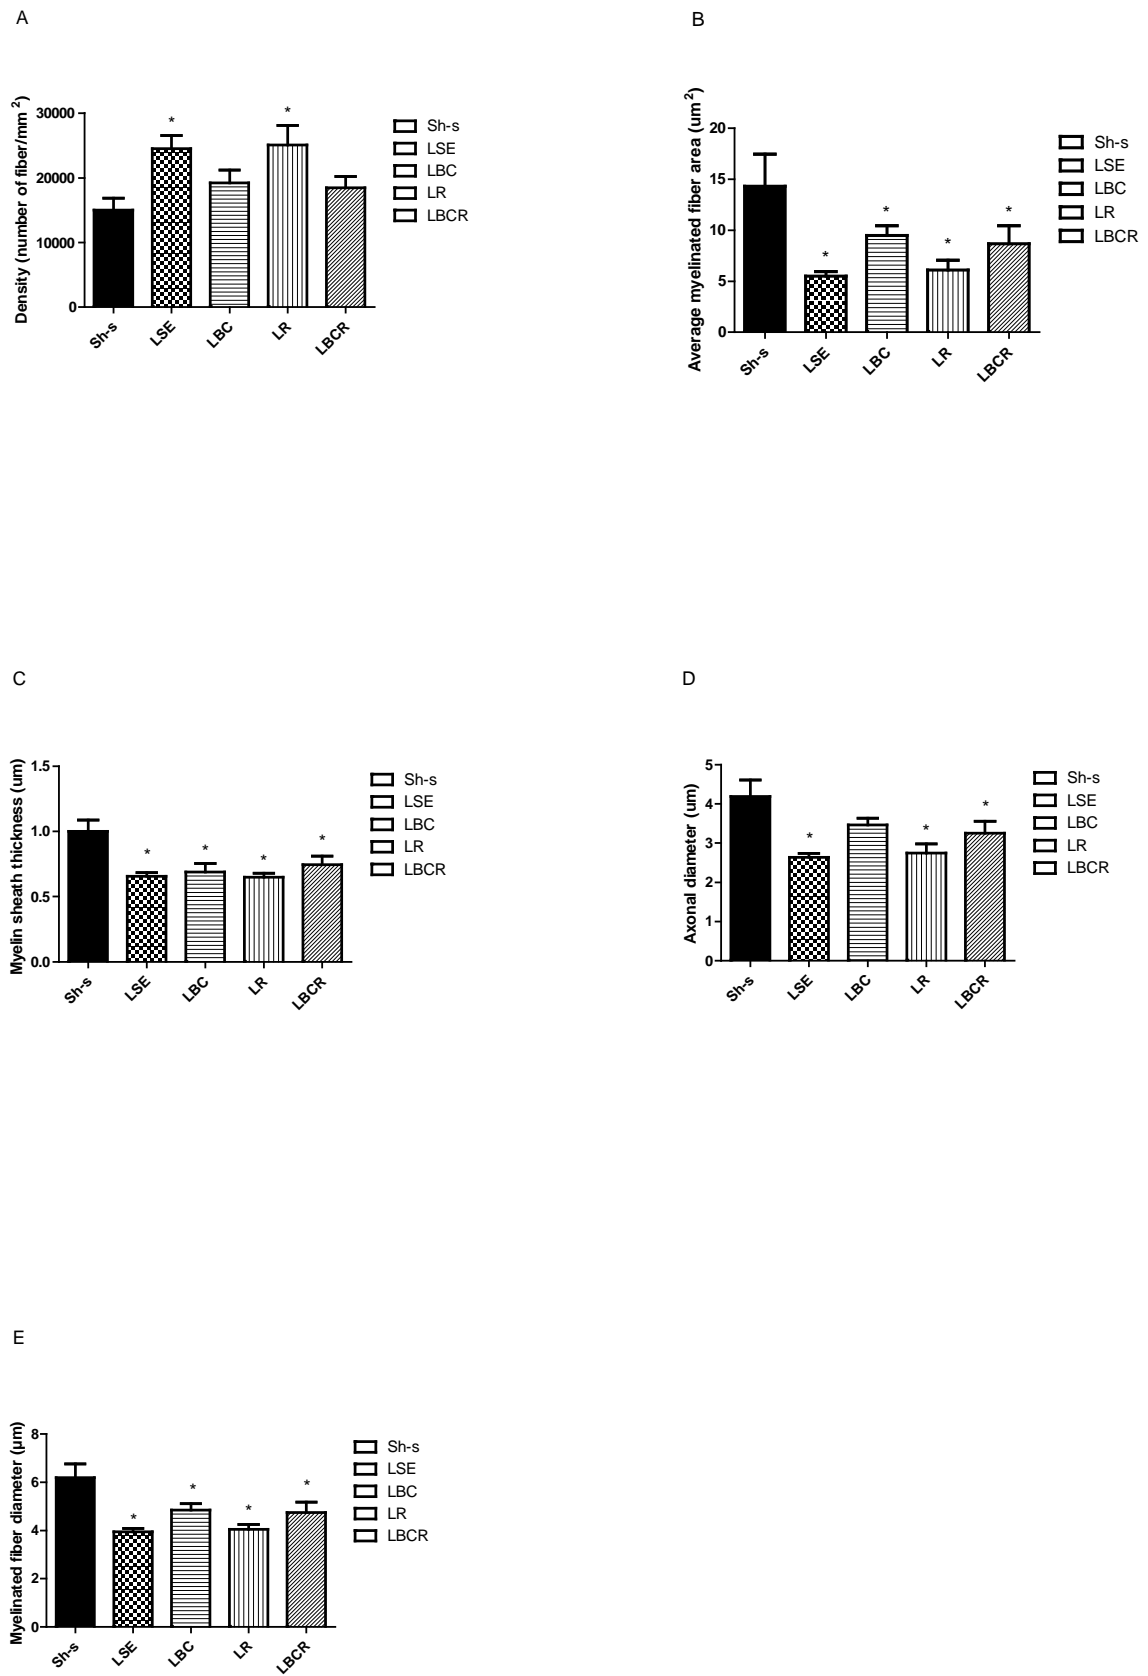 A
Density (number of fiber/mm²)
30000
20000
10000
0
*
*
Sh-s
LSE
LBC
LR
LBCR
Sh-s
LSE
LBC
LR
LBCR
B
Average myelinated fiber area (um²)
20
15
10
5
0
*
*
*
*
Sh-s
LSE
LBC
LR
LBCR
Sh-s
LSE
LBC
LR
LBCR
C
Myelin sheath thickness (um)
1.5
1.0
0.5
0.0
*
*
*
*
Sh-s
LSE
LBC
LR
LBCR
Sh-s
LSE
LBC
LR
LBCR
D
Axonal diameter (um)
5
4
3
2
1
0
*
*
*
Sh-s
LSE
LBC
LR
LBCR
Sh-s
LSE
LBC
LR
LBCR
E
Myelinated fiber diameter (µm)
8
6
4
2
0
*
*
*
*
Sh-s
LSE
LBC
LR
LBCR
Sh-s
LSE
LBC
LR
LBCR